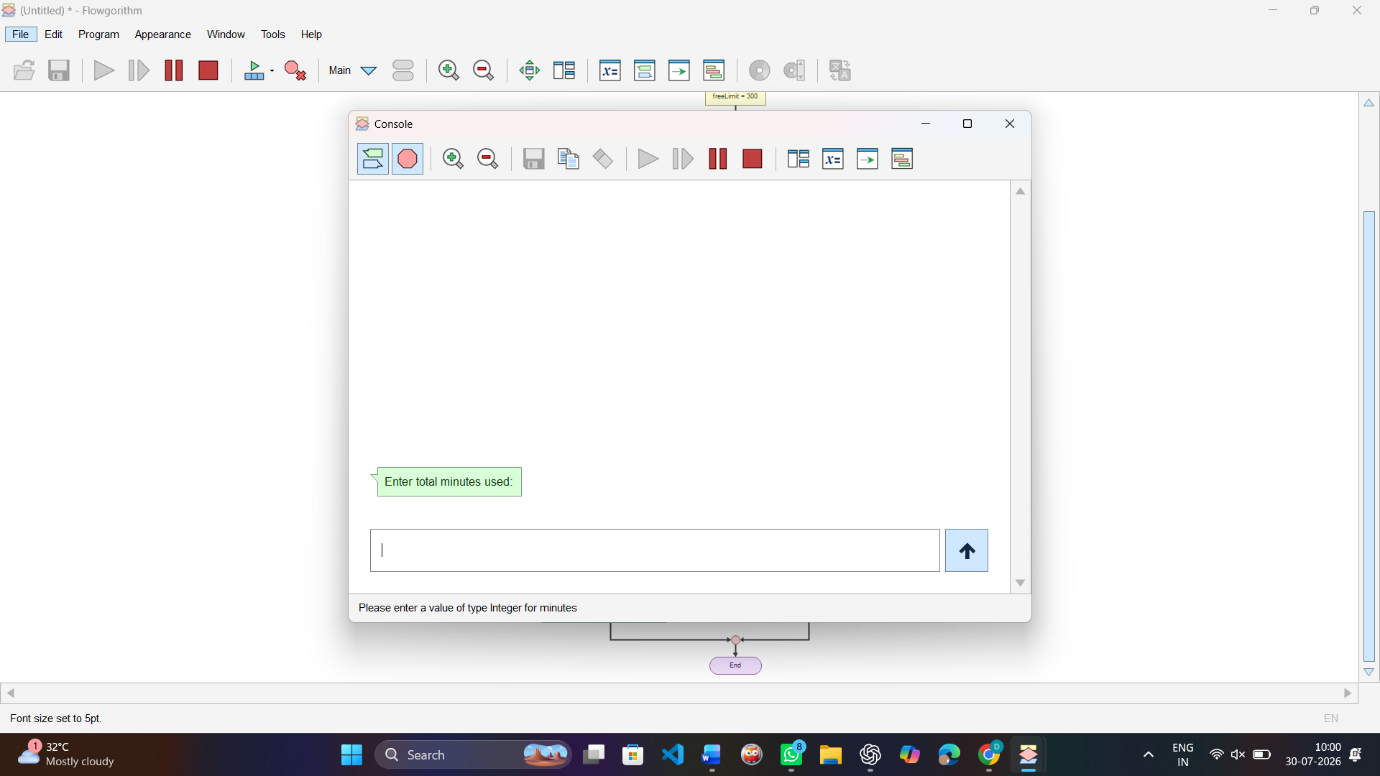 (Untitled) * - Flowgorithm
File Edit Program Appearance Window Tools Help
Main
freeLimit = 300
Console
Enter total minutes used:
Please enter a value of type Integer for minutes
End
Font size set to 5pt.
EN
1 32°C
Mostly cloudy
Search
8
D
ENG
IN
10:00
30-07-2026